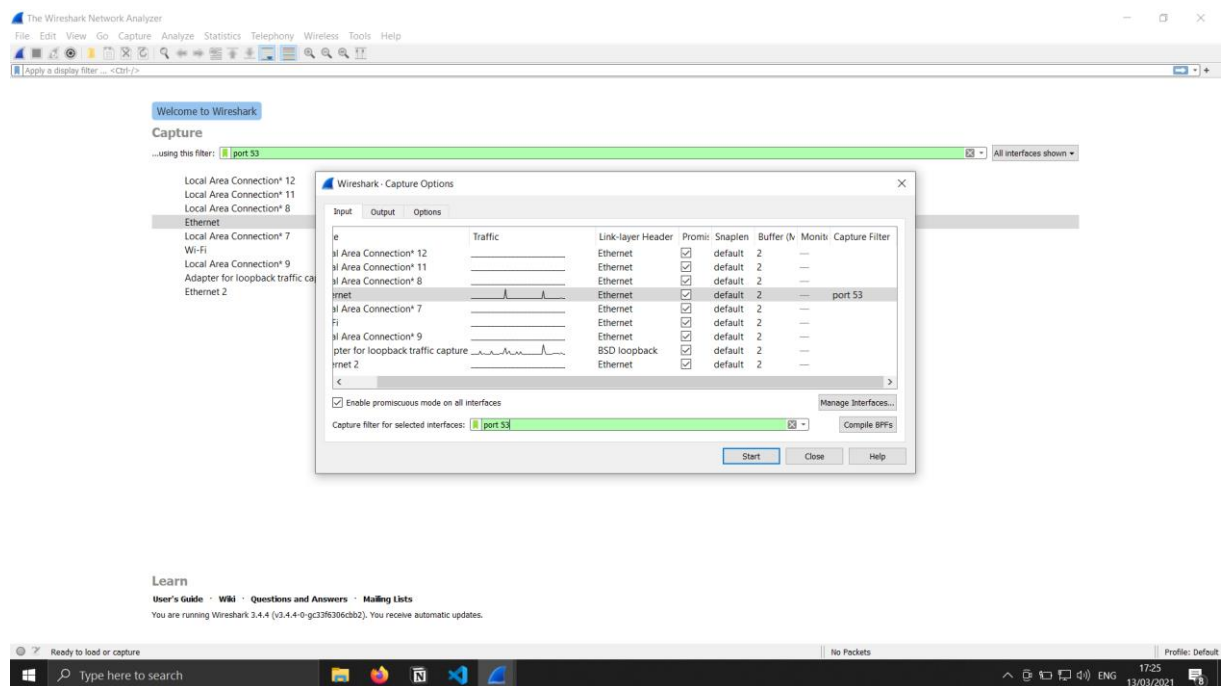 The Wireshark Network Analyzer
File Edit View Go Capture Analyze Statistics Telephony Wireless Tools Help
Apply a display filter ... <Ctrl-/>
Welcome to Wireshark
Capture
...using this filter: port 53 All interfaces shown
Local Area Connection* 12
Local Area Connection* 11
Local Area Connection* 8
Ethernet
Local Area Connection* 7
Wi-Fi
Local Area Connection* 9
Adapter for loopback traffic cap
Ethernet 2
Wireshark · Capture Options
Input Output Options
e Traffic Link-layer Header Promis Snaplen Buffer (M Monito Capture Filter
al Area Connection* 12 Ethernet default 2 —
al Area Connection* 11 Ethernet default 2 —
al Area Connection* 8 Ethernet default 2 —
ernet Ethernet default 2 — port 53
al Area Connection* 7 Ethernet default 2 —
Fi Ethernet default 2 —
al Area Connection* 9 Ethernet default 2 —
pter for loopback traffic capture BSD loopback default 2 —
ernet 2 Ethernet default 2 —
Enable promiscuous mode on all interfaces Manage Interfaces...
Capture filter for selected interfaces: port 53 Compile BPFs
Start Close Help
Learn
User's Guide · Wiki · Questions and Answers · Mailing Lists
You are running Wireshark 3.4.4 (v3.4.4-0-gc33f6306cbb2). You receive automatic updates.
Ready to load or capture No Packets Profile: Default
Type here to search ENG 17:25
13/03/2021 8